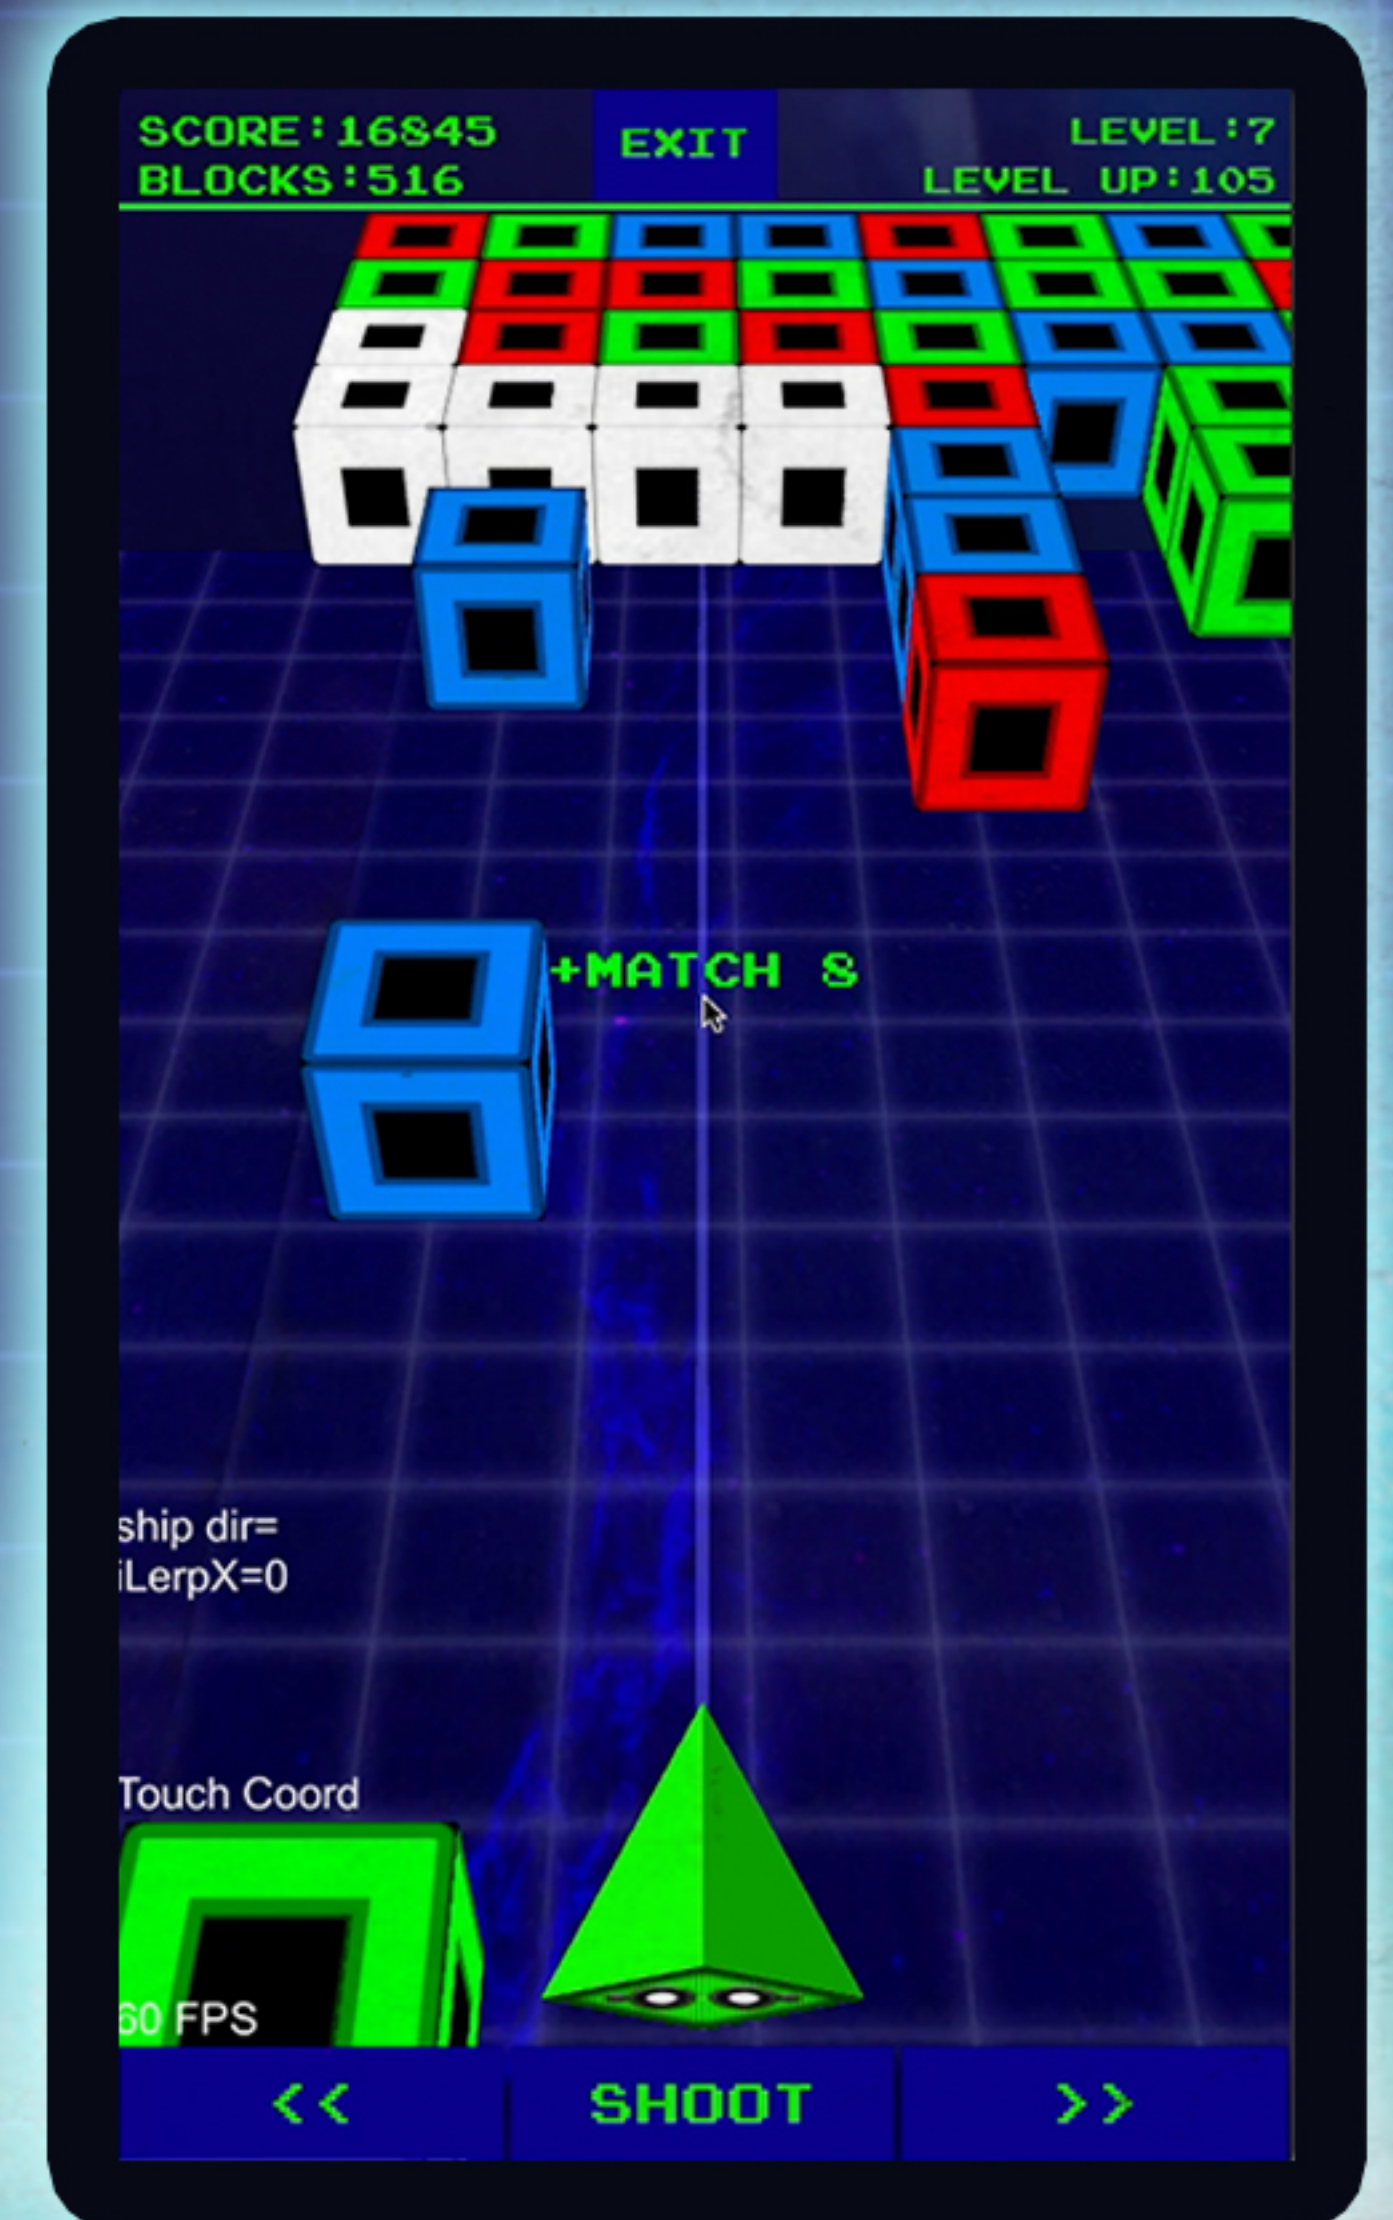 SCORE:16845
BLOCKS:516
EXIT
LEVEL:7
LEVEL UP:105
+MATCH 8
ship dir=
iLerpX=0
Touch Coord
60 FPS
<<
SHOOT
>>